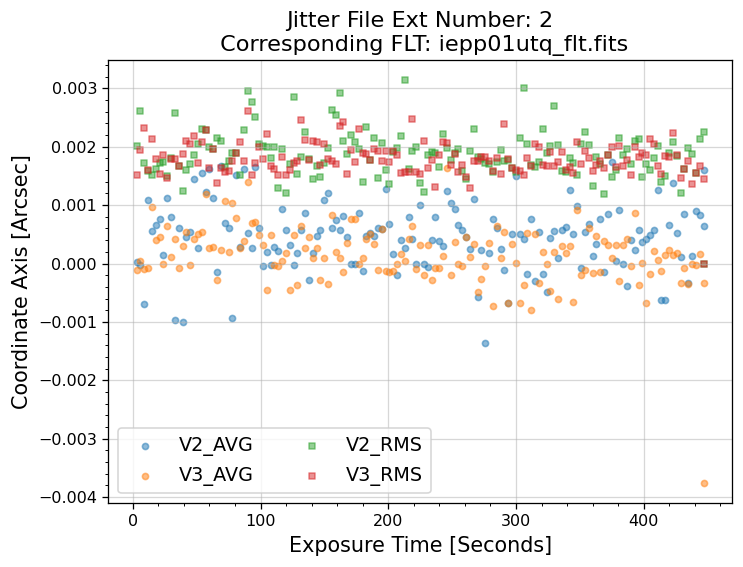 Jitter File Ext Number: 2
Corresponding FLT: iepp01utq_flt.fits
Coordinate Axis [Arcsec]
0.003
0.002
0.001
0.000
−0.001
−0.002
−0.003
−0.004
V2_AVG
V3_AVG
V2_RMS
V3_RMS
0 100 200 300 400
Exposure Time [Seconds]